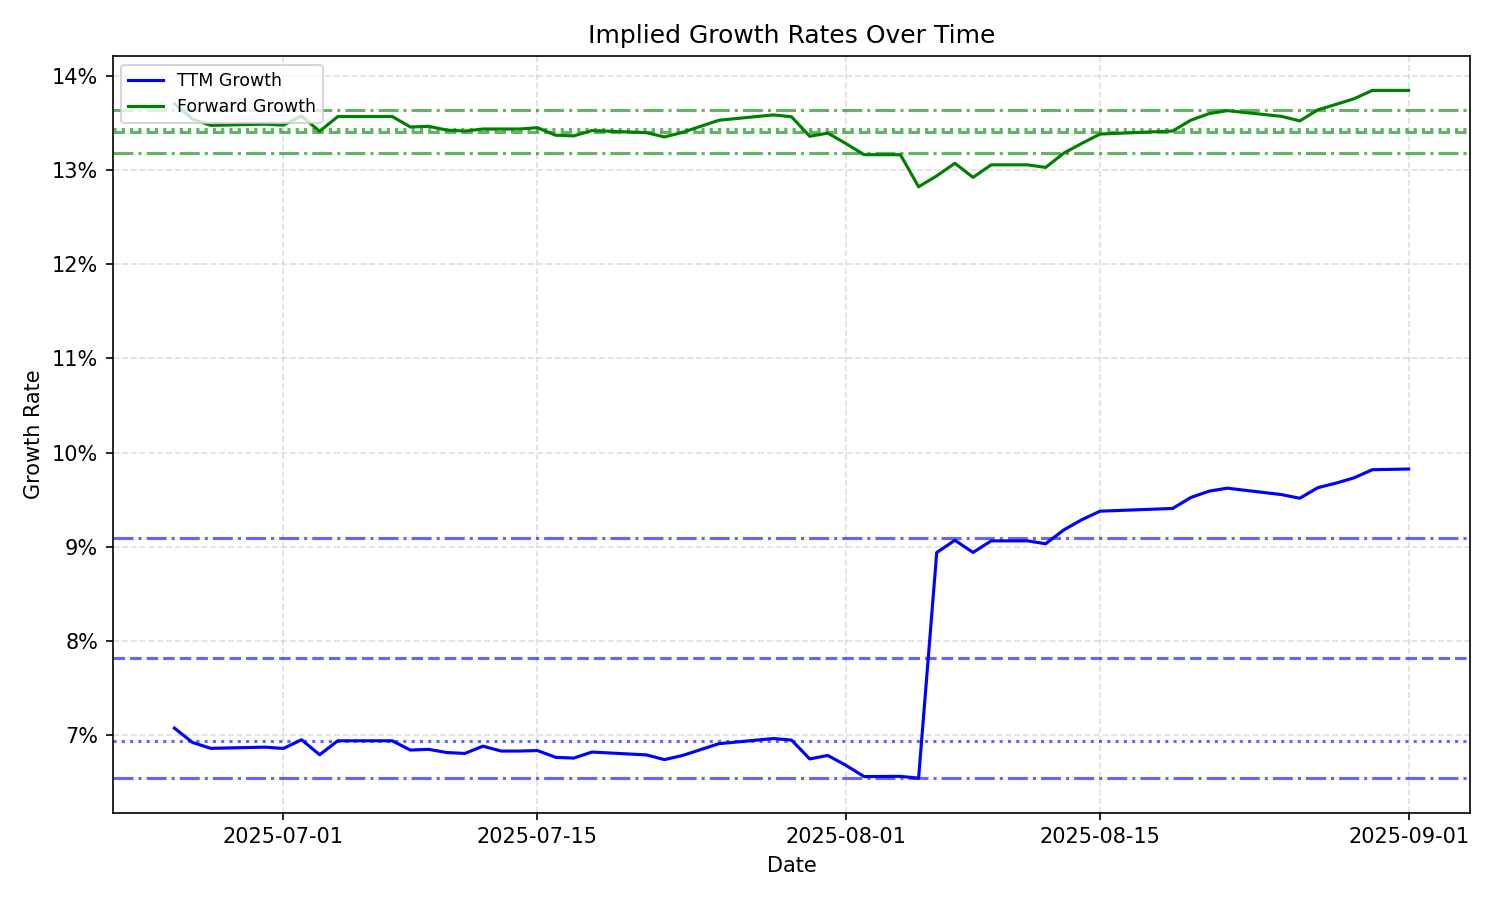 Implied Growth Rates Over Time
TTM Growth
Forward Growth
14%
13%
12%
11%
10%
9%
8%
7%
Growth Rate
2025-07-01
2025-07-15
2025-08-01
2025-08-15
2025-09-01
Date